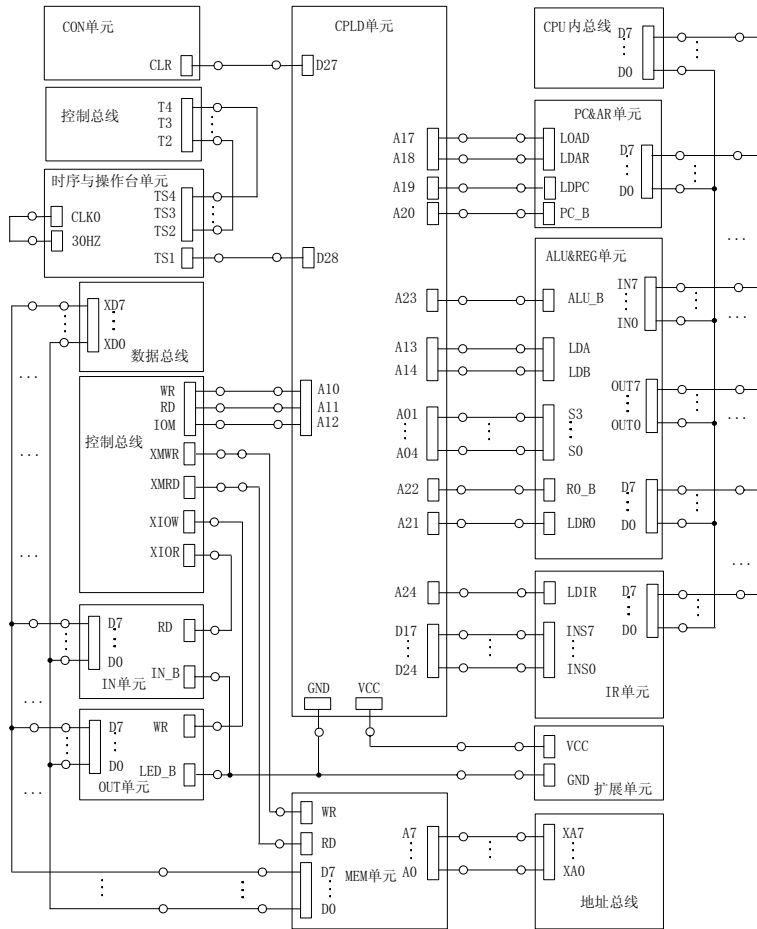 CON单元
CLR
控制总线
T4
T3
T2
时序与操作台单元
CLK0
30HZ
TS4
TS3
TS2
TS1
XD7
XD0
数据总线
...
控制总线
WR
RD
IOM
XMWR
XMRD
XIOW
XIOR
...
...
D7
D0
RD
IN_B
IN单元
...
D7
D0
WR
LED_B
OUT单元
...
CPLD单元
D27
D28
A10
A11
A12
A17
A18
A19
A20
A23
A13
A14
A01
A04
A22
A21
A24
D17
D24
GND
VCC
WR
RD
D7
D0
MEM单元
A7
A0
CPU内总线
D7
D0
PC&AR单元
LOAD
LDAR
LDPC
PC_B
D7
D0
...
ALU&REG单元
ALU_B
LDA
LDB
S3
S0
R0_B
LDR0
IN7
IN0
OUT7
OUT0
D7
D0
...
LDIR
INS7
INS0
D7
D0
IR单元
VCC
GND
扩展单元
XA7
XA0
地址总线